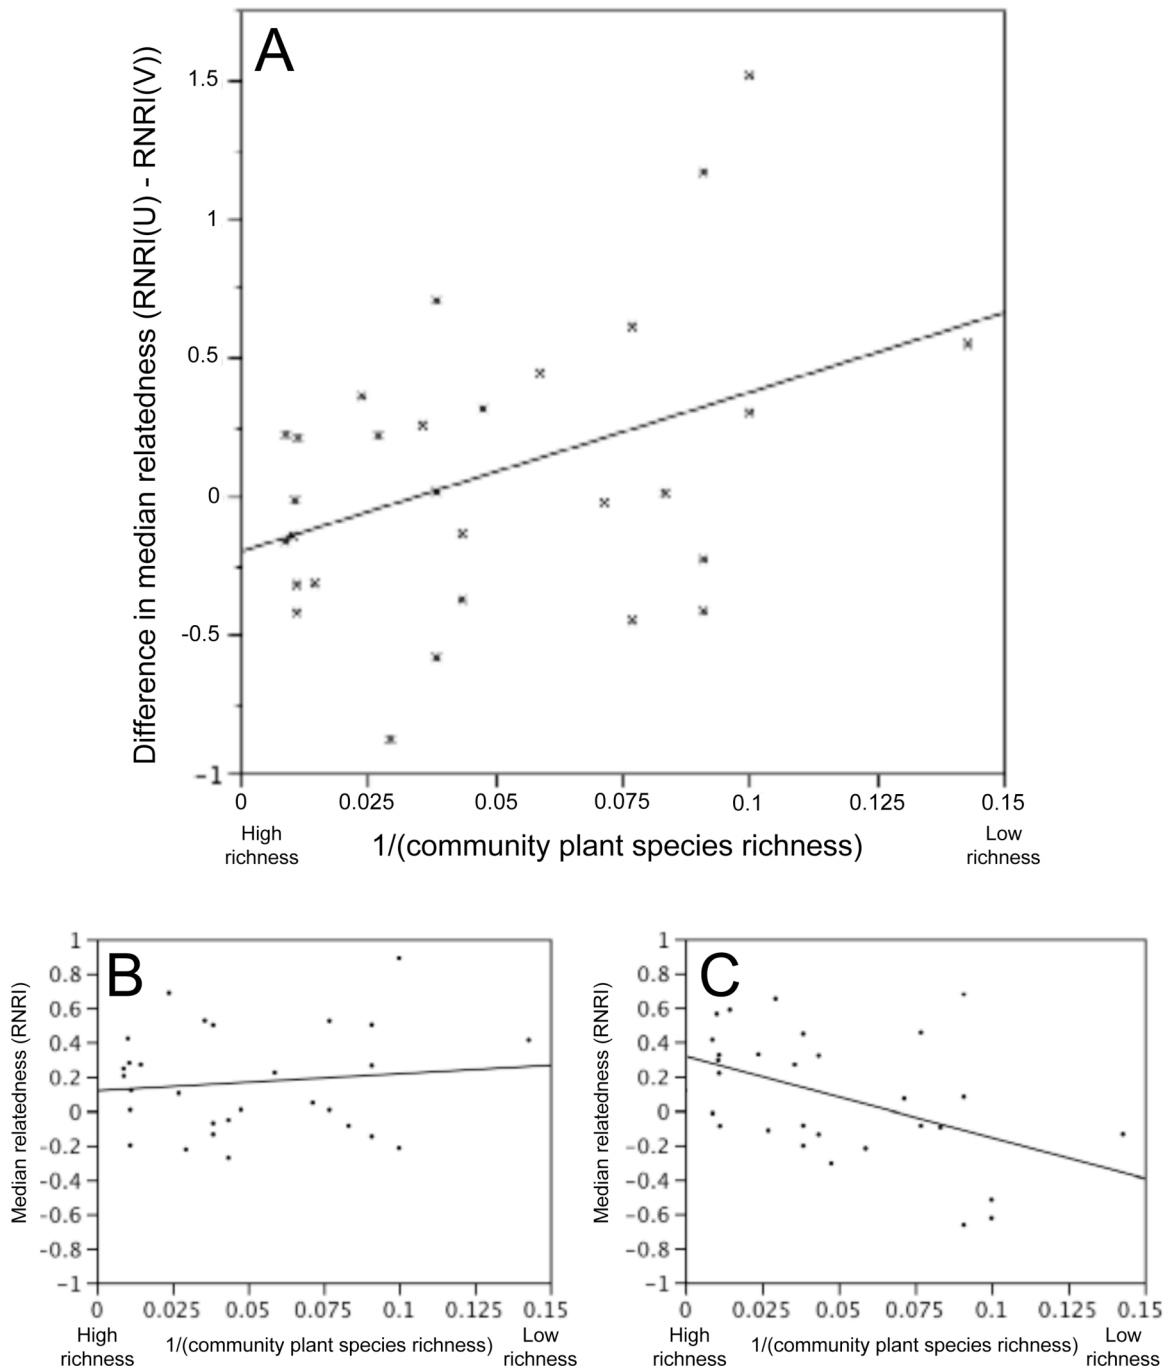 A
Difference in median relatedness (RNRI(U) - RNRI(V))
1.5
1
0.5
0
-0.5
-1
0 0.025 0.05 0.075 0.1 0.125 0.15
High richness
1/(community plant species richness)
Low richness
B
Median relatedness (RNRI)
1
0.8
0.6
0.4
0.2
0
-0.2
-0.4
-0.6
-0.8
-1
0 0.025 0.05 0.075 0.1 0.125 0.15
High richness
1/(community plant species richness)
Low richness
C
Median relatedness (RNRI)
1
0.8
0.6
0.4
0.2
0
-0.2
-0.4
-0.6
-0.8
-1
0 0.025 0.05 0.075 0.1 0.125 0.15
High richness
1/(community plant species richness)
Low richness